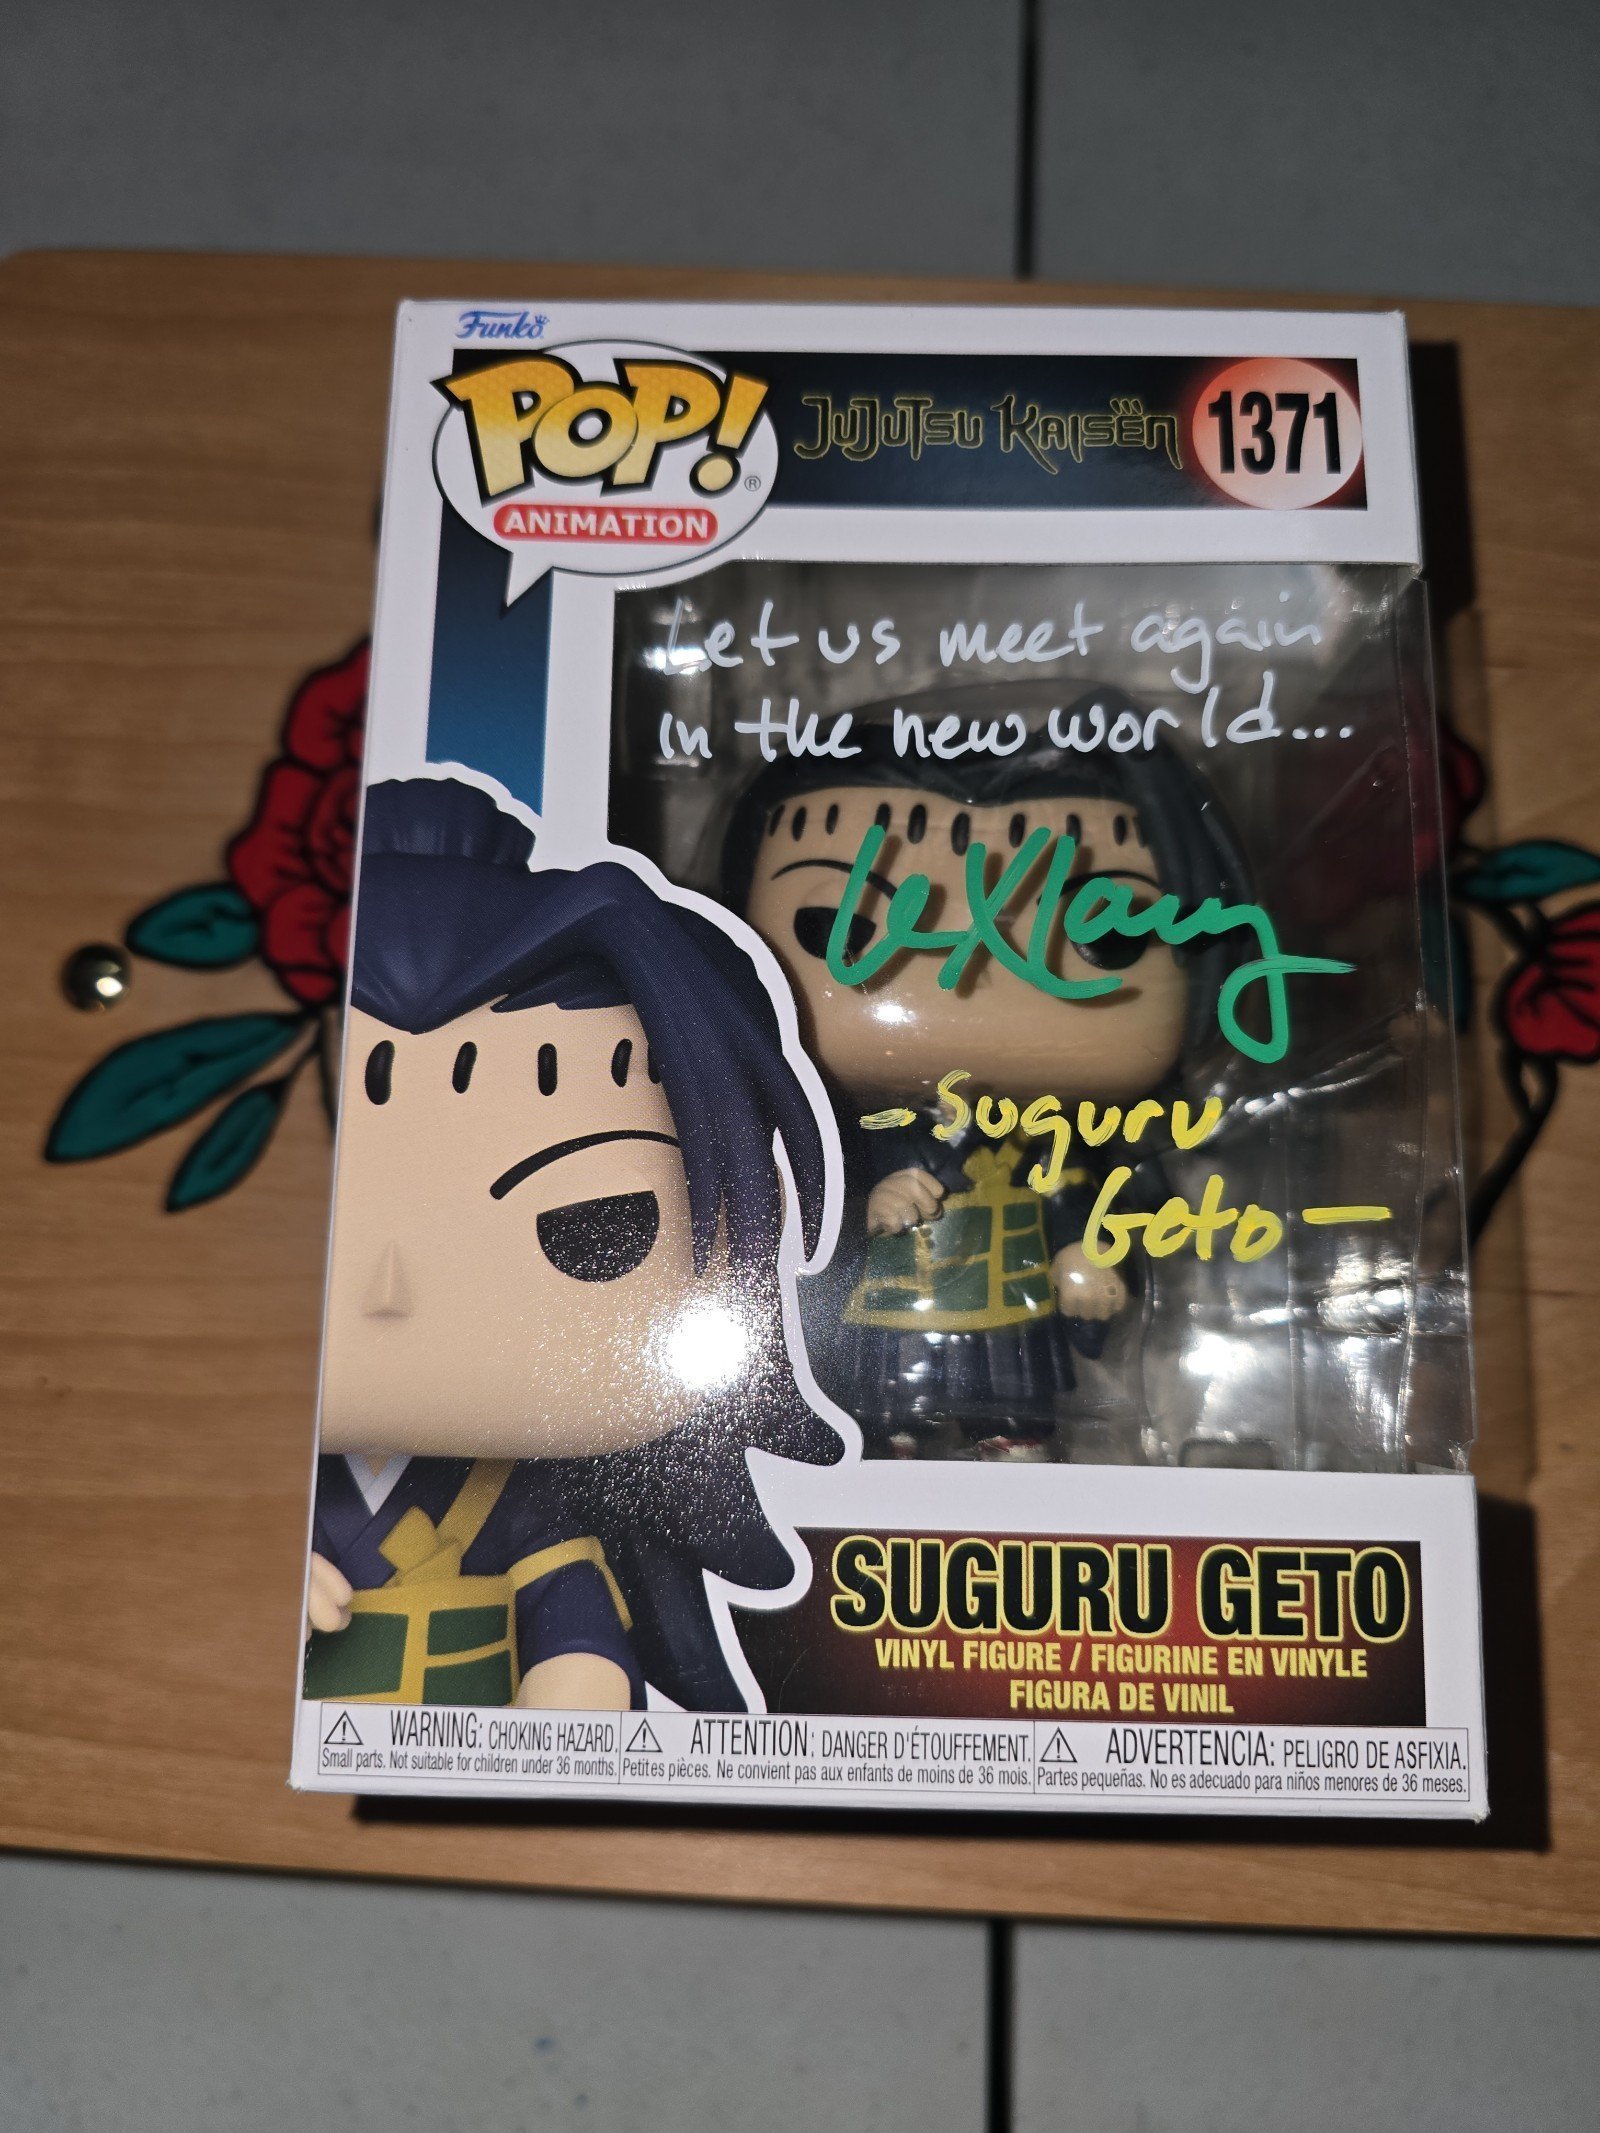 Funko
POP!®
ANIMATION
JUJUTSU KAISEN
1371
Let us meet again
in the new world...
Lex Lang
- Suguru
Geto -
SUGURU GETO
VINYL FIGURE / FIGURINE EN VINYLE
FIGURA DE VINIL
WARNING: CHOKING HAZARD.
Small parts. Not suitable for children under 36 months.
ATTENTION: DANGER D'ÉTOUFFEMENT.
Petites pièces. Ne convient pas aux enfants de moins de 36 mois.
ADVERTENCIA: PELIGRO DE ASFIXIA.
Partes pequeñas. No es adecuado para niños menores de 36 meses.